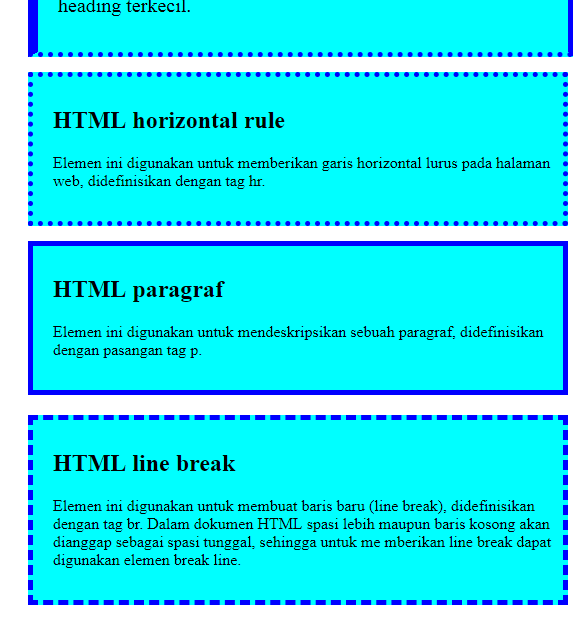 heading terkecil.
HTML horizontal rule
Elemen ini digunakan untuk memberikan garis horizontal lurus pada halaman
web, didefinisikan dengan tag hr.
HTML paragraf
Elemen ini digunakan untuk mendeskripsikan sebuah paragraf, didefinisikan
dengan pasangan tag p.
HTML line break
Elemen ini digunakan untuk membuat baris baru (line break), didefinisikan
dengan tag br. Dalam dokumen HTML spasi lebih maupun baris kosong akan
dianggap sebagai spasi tunggal, sehingga untuk me mberikan line break dapat
digunakan elemen break line.